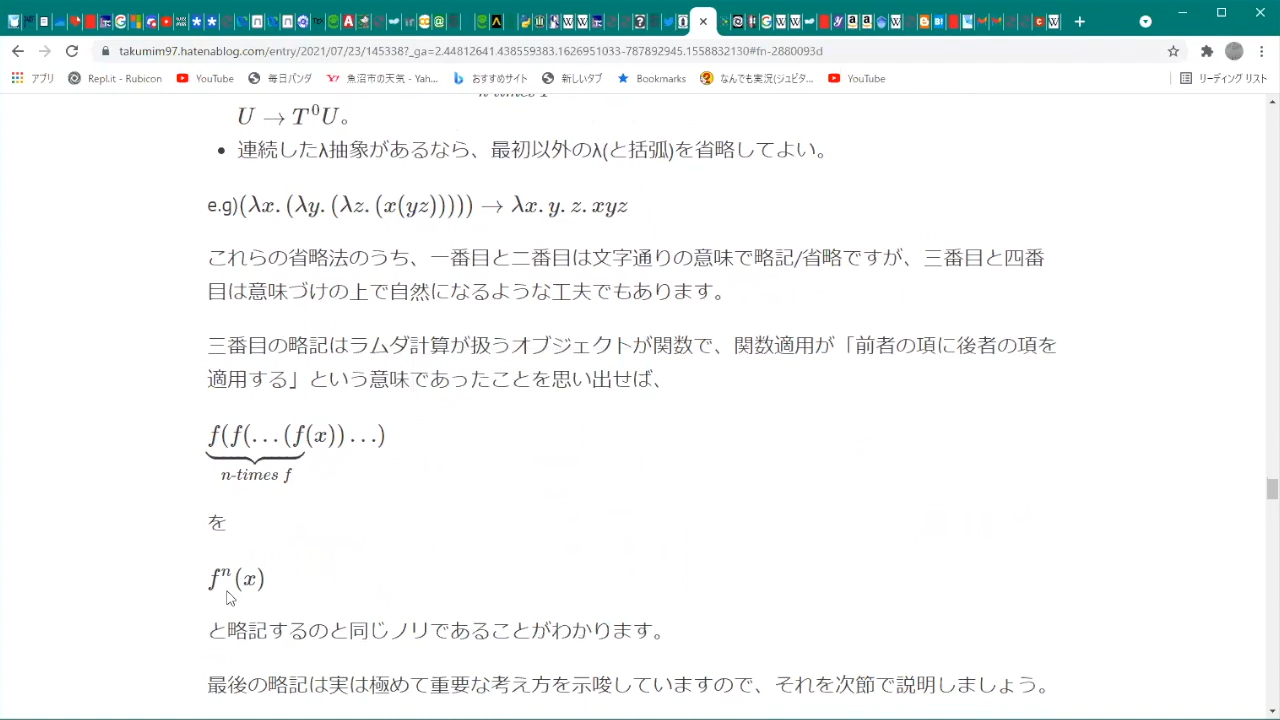 takumim97.hatenablog.com/entry/2021/07/23/145338?_ga=2.44812641.438559383.1626951033-787892945.1558832130#fn-2880093d
アプリ Repl.it - Rubicon YouTube 毎日パンダ 魚沼市の天気 - Yah... おすすめサイト 新しいタブ Bookmarks なんでも実況(ジュピタ... YouTube リーディング リスト
U → T⁰U。
連続したλ抽象があるなら、最初以外のλ(と括弧)を省略してよい。
e.g)(λx. (λy. (λz. (x(yz))))) → λx. y. z. xyz
これらの省略法のうち、一番目と二番目は文字通りの意味で略記/省略ですが、三番目と四番
目は意味づけの上で自然になるような工夫でもあります。
三番目の略記はラムダ計算が扱うオブジェクトが関数で、関数適用が「前者の項に後者の項を
適用する」という意味であったことを思い出せば、
f(f(...(f(x))...)
n-times f
を
fⁿ(x)
と略記するのと同じノリであることがわかります。
最後の略記は実は極めて重要な考え方を示唆していますので、それを次節で説明しましょう。